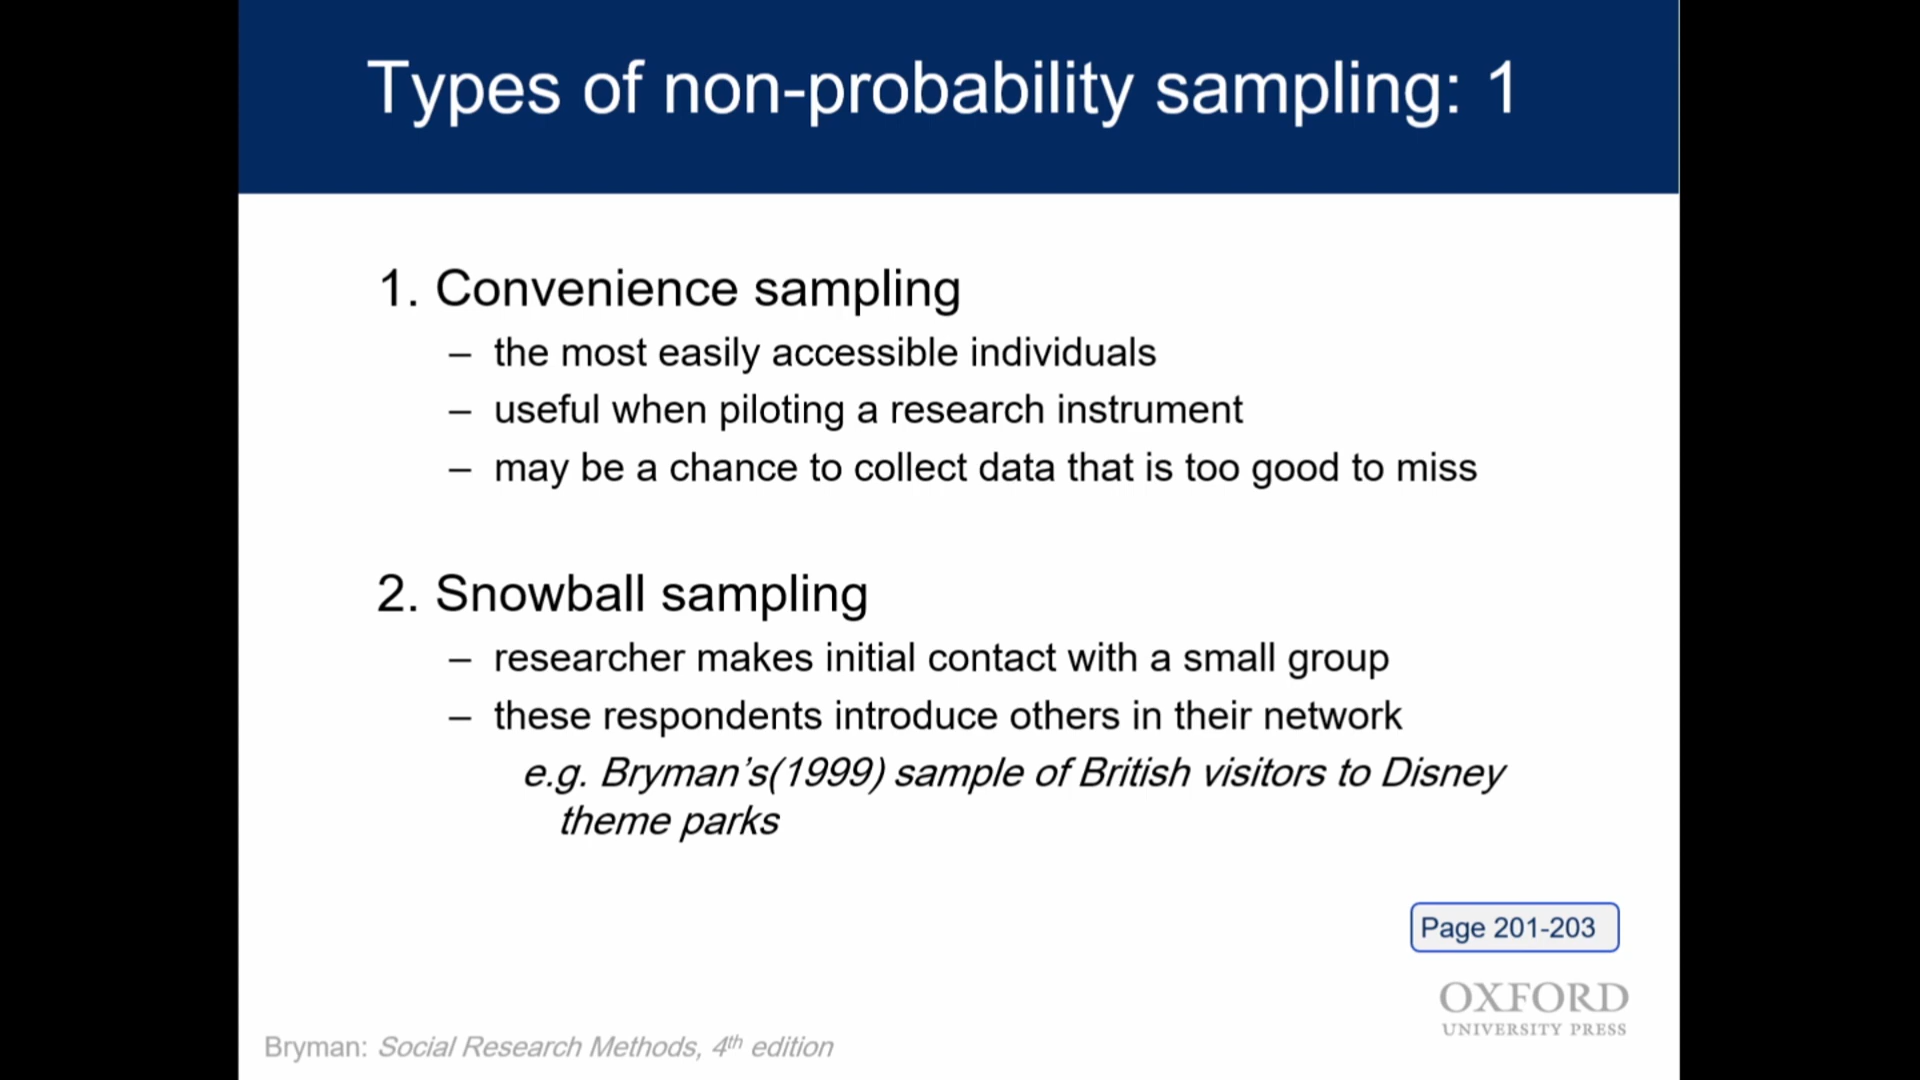 Types of non-probability sampling: 1
1. Convenience sampling
– the most easily accessible individuals
– useful when piloting a research instrument
– may be a chance to collect data that is too good to miss
2. Snowball sampling
– researcher makes initial contact with a small group
– these respondents introduce others in their network
e.g. Bryman’s(1999) sample of British visitors to Disney
theme parks
Page 201-203
OXFORD
UNIVERSITY PRESS
Bryman: Social Research Methods, 4th edition